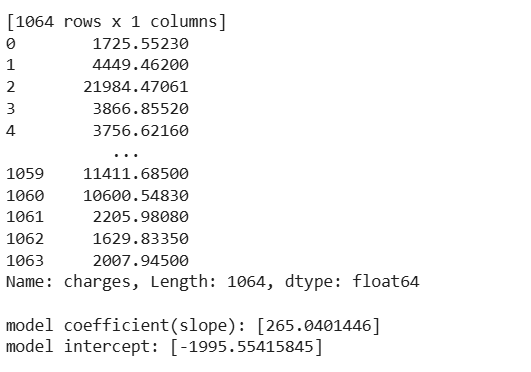 [1064 rows x 1 columns]
0 1725.55230
1 4449.46200
2 21984.47061
3 3866.85520
4 3756.62160
...
1059 11411.68500
1060 10600.54830
1061 2205.98080
1062 1629.83350
1063 2007.94500
Name: charges, Length: 1064, dtype: float64
model coefficient(slope): [265.0401446]
model intercept: [-1995.55415845]